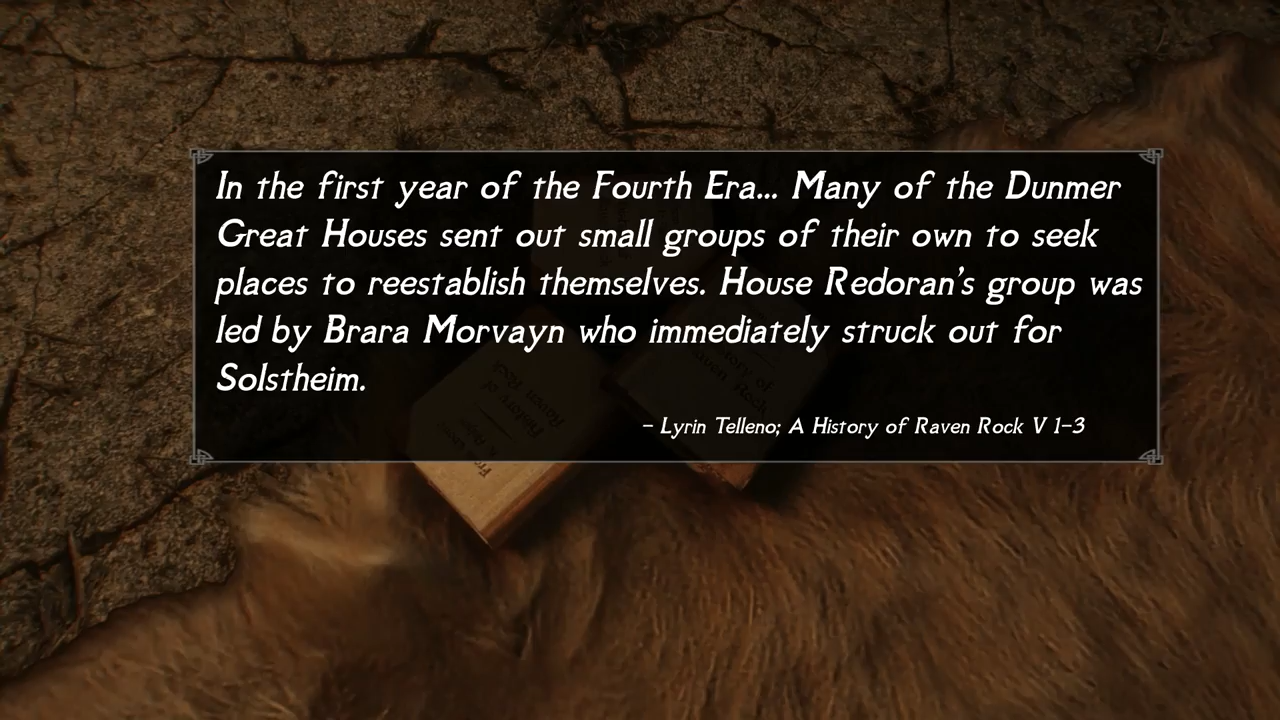 In the first year of the Fourth Era... Many of the Dunmer
Great Houses sent out small groups of their own to seek
places to reestablish themselves. House Redoran's group was
led by Brara Morvayn who immediately struck out for
Solstheim.
– Lyrin Telleno; A History of Raven Rock V 1–3